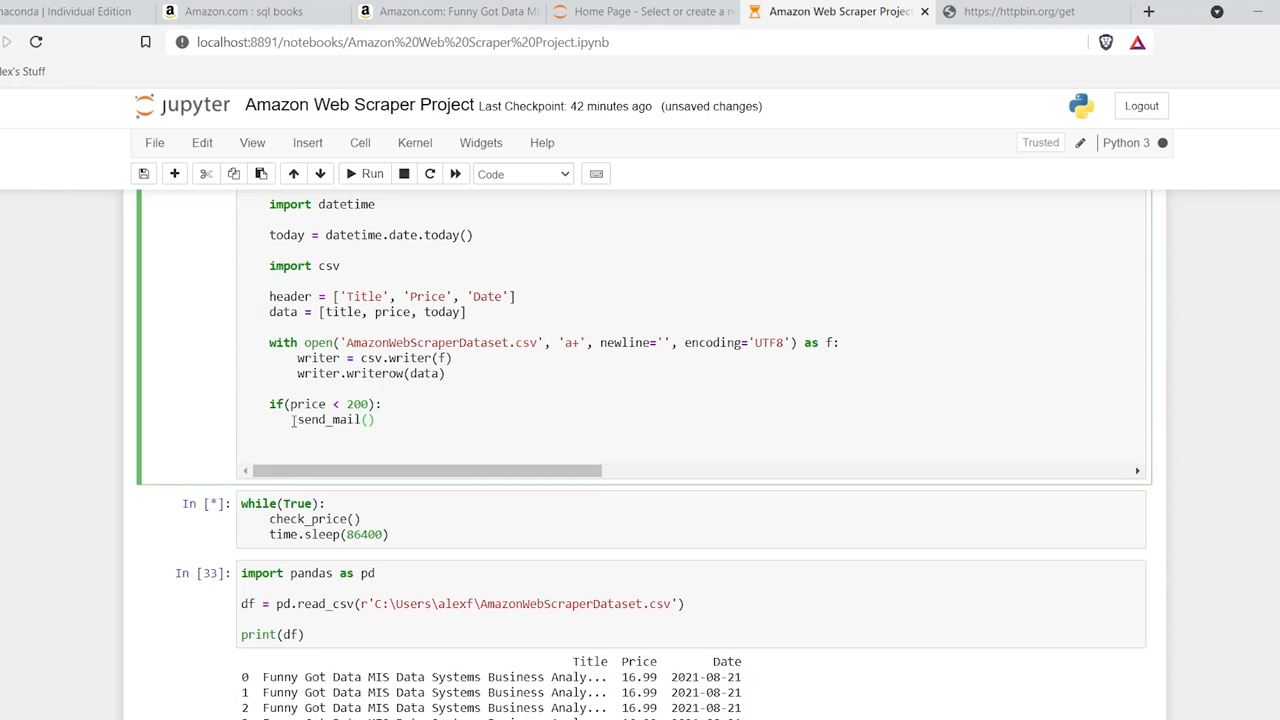 naconda | Individual Edition
Amazon.com : sql books
Amazon.com: Funny Got Data MI
Home Page - Select or create a n
Amazon Web Scraper Project
https://httpbin.org/get
localhost:8891/notebooks/Amazon%20Web%20Scraper%20Project.ipynb
lex's Stuff
jupyter Amazon Web Scraper Project Last Checkpoint: 42 minutes ago (unsaved changes)
Logout
File Edit View Insert Cell Kernel Widgets Help
Trusted Python 3
Run Code
import datetime
today = datetime.date.today()
import csv
header = ['Title', 'Price', 'Date']
data = [title, price, today]
with open('AmazonWebScraperDataset.csv', 'a+', newline='', encoding='UTF8') as f:
writer = csv.writer(f)
writer.writerow(data)
if(price < 200):
send_mail()
In [*]: while(True):
check_price()
time.sleep(86400)
In [33]: import pandas as pd
df = pd.read_csv(r'C:\Users\alexf\AmazonWebScraperDataset.csv')
print(df)
Title Price Date
0 Funny Got Data MIS Data Systems Business Analy... 16.99 2021-08-21
1 Funny Got Data MIS Data Systems Business Analy... 16.99 2021-08-21
2 Funny Got Data MIS Data Systems Business Analy... 16.99 2021-08-21